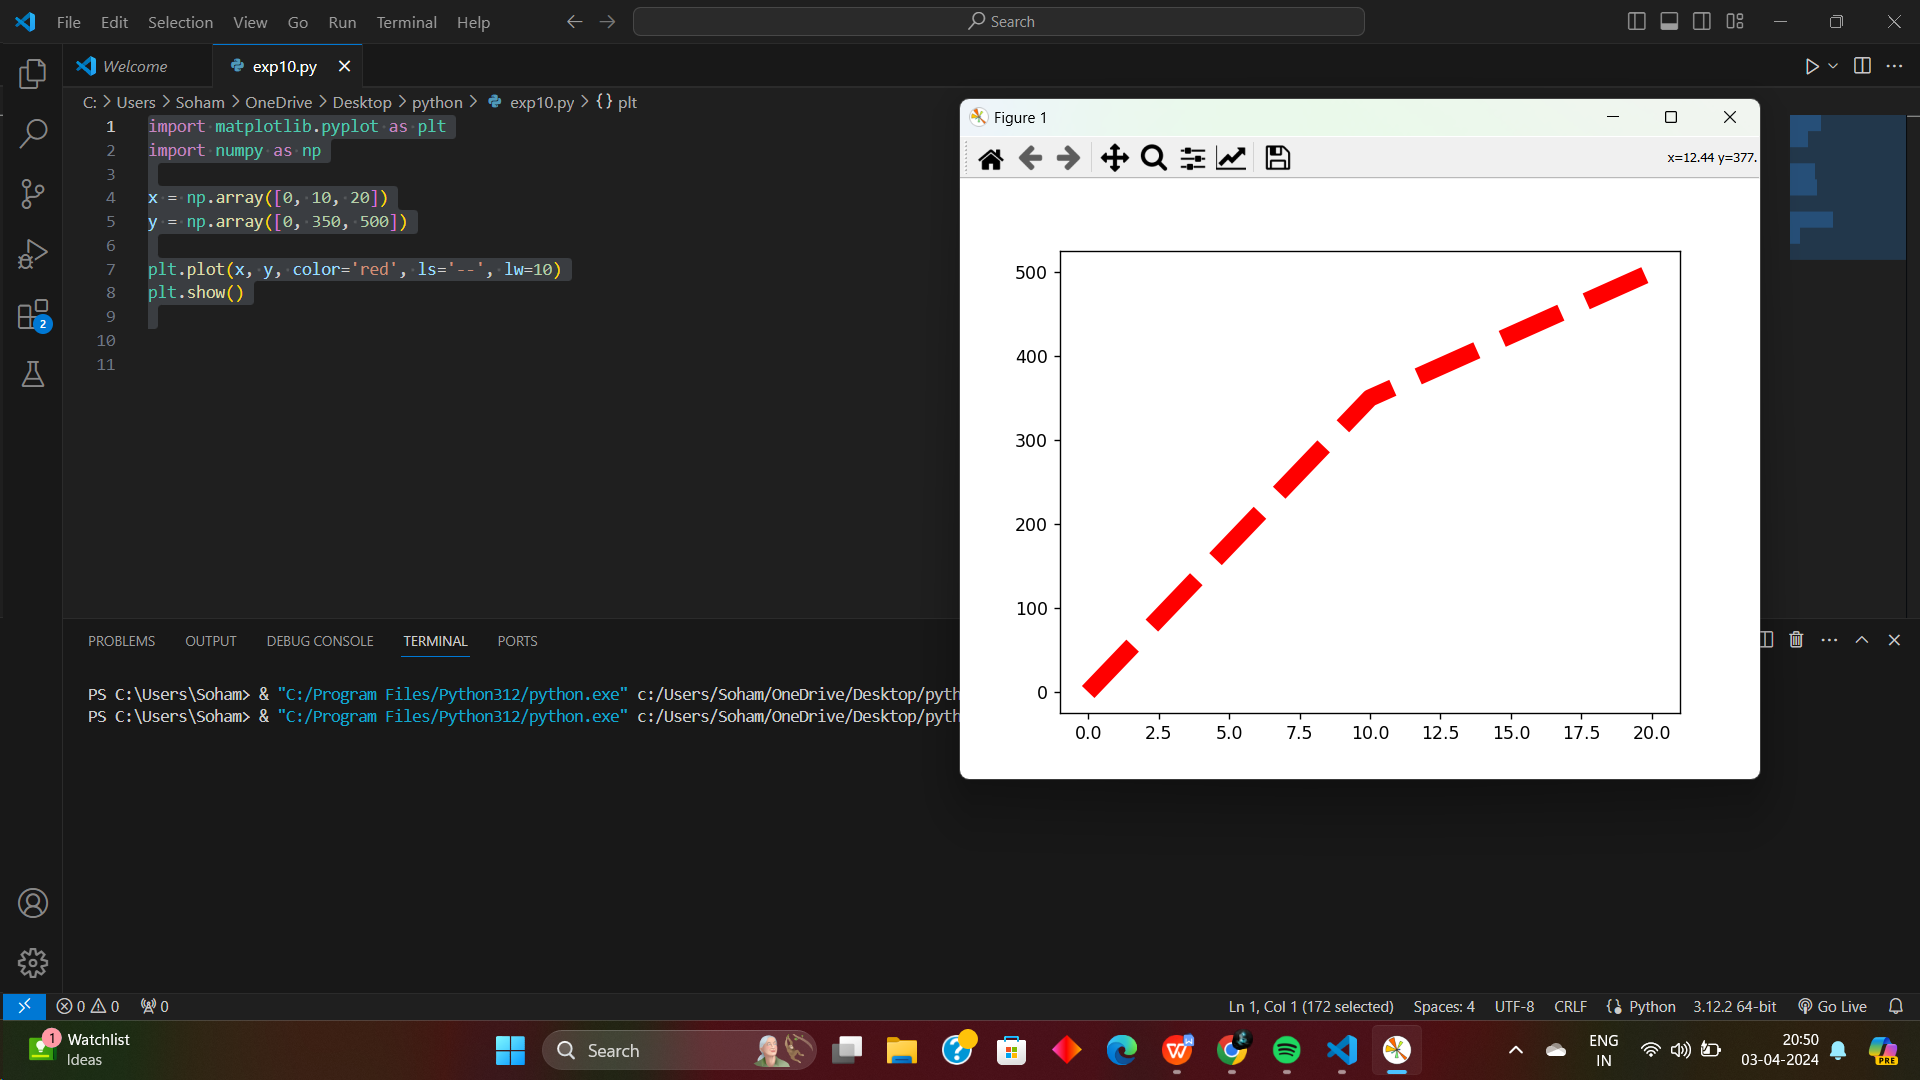 File Edit Selection View Go Run Terminal Help
Search
Welcome
exp10.py
C: > Users > Soham > OneDrive > Desktop > python > exp10.py > {} plt
1 import matplotlib.pyplot as plt
2 import numpy as np
3
4 x = np.array([0, 10, 20])
5 y = np.array([0, 350, 500])
6
7 plt.plot(x, y, color='red', ls='--', lw=10)
8 plt.show()
9
10
11
2
Figure 1
x=12.44 y=377.
500
400
300
200
100
0
0.0 2.5 5.0 7.5 10.0 12.5 15.0 17.5 20.0
PROBLEMS OUTPUT DEBUG CONSOLE TERMINAL PORTS
PS C:\Users\Soham> & "C:/Program Files/Python312/python.exe" c:/Users/Soham/OneDrive/Desktop/pyth
PS C:\Users\Soham> & "C:/Program Files/Python312/python.exe" c:/Users/Soham/OneDrive/Desktop/pyth
0 0 0
Ln 1, Col 1 (172 selected) Spaces: 4 UTF-8 CRLF {} Python 3.12.2 64-bit Go Live
1
Watchlist
Ideas
Search
ENG
IN
20:50
03-04-2024
PRE